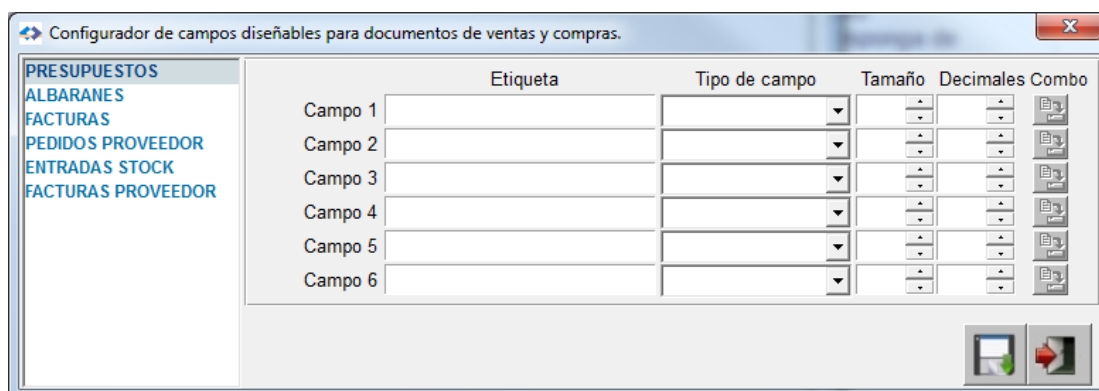 Configurador de campos diseñables para documentos de ventas y compras.
PRESUPUESTOS
ALBARANES
FACTURAS
PEDIDOS PROVEEDOR
ENTRADAS STOCK
FACTURAS PROVEEDOR
Etiqueta Tipo de campo Tamaño Decimales Combo
Campo 1
Campo 2
Campo 3
Campo 4
Campo 5
Campo 6